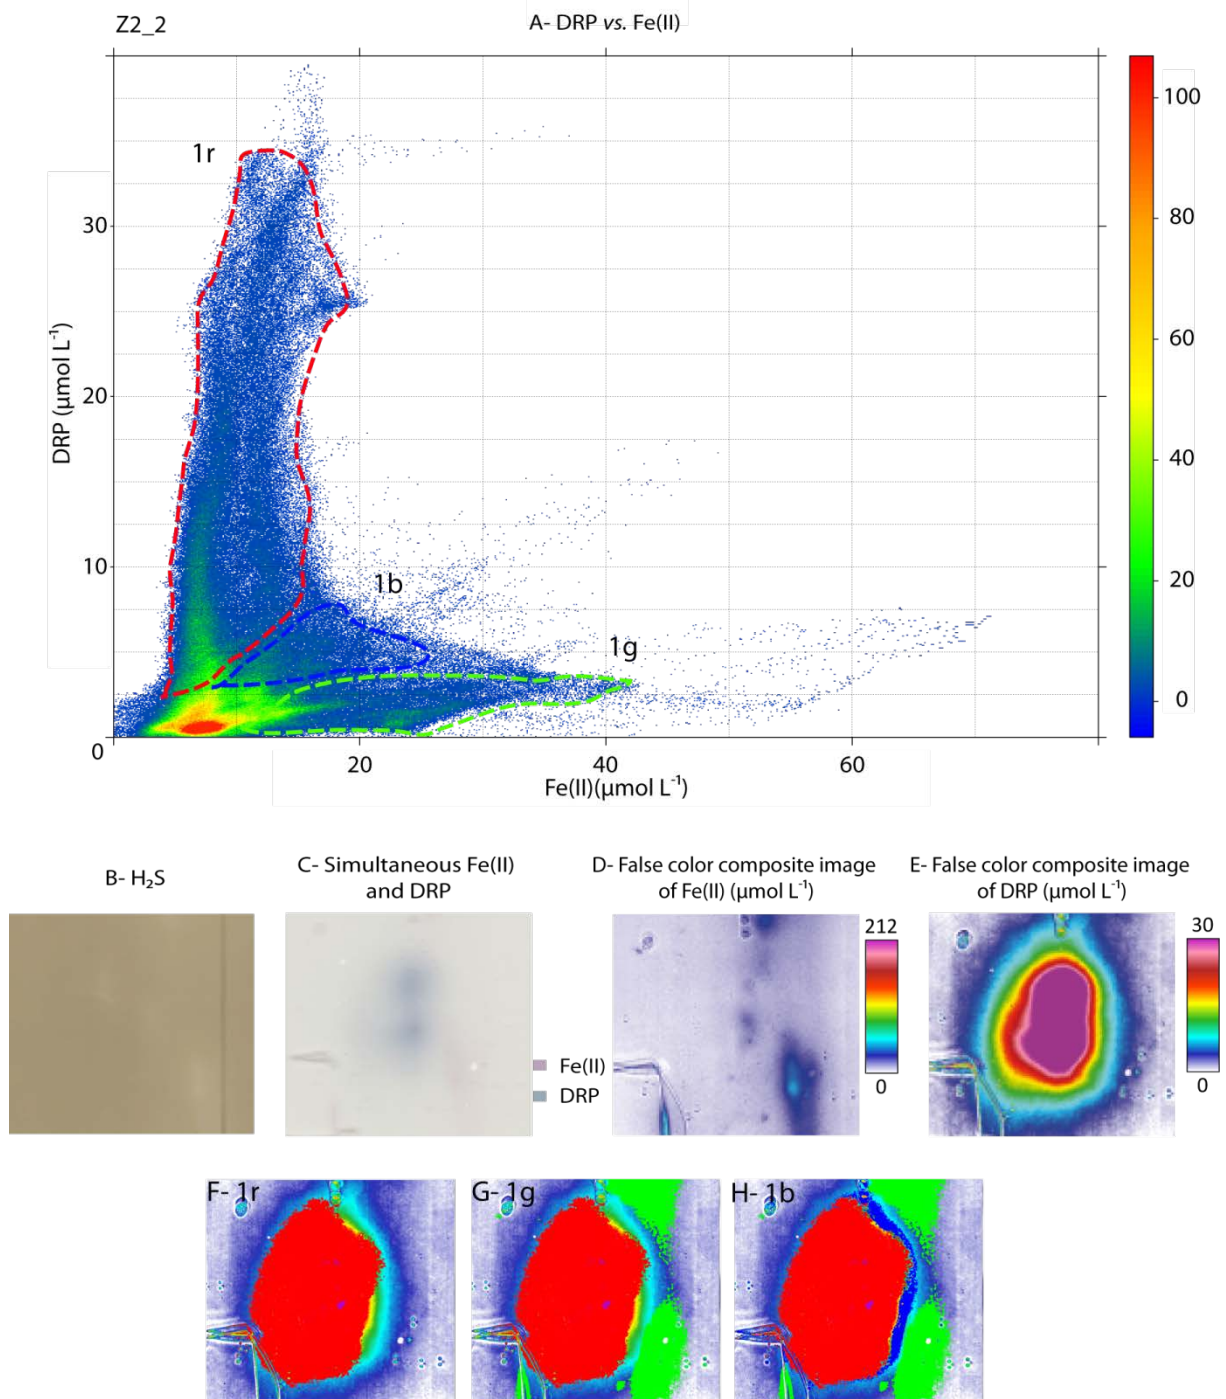 Z2_2
A- DRP vs. Fe(II)
1r
1b
1g
30
20
10
0
20
40
60
DRP (µmol L⁻¹)
Fe(II)(µmol L⁻¹)
100
80
60
40
20
0
B- H₂S
C- Simultaneous Fe(II)
and DRP
D- False color composite image
of Fe(II) (µmol L⁻¹)
E- False color composite image
of DRP (µmol L⁻¹)
Fe(II)
DRP
212
0
30
0
F- 1r
G- 1g
H- 1b